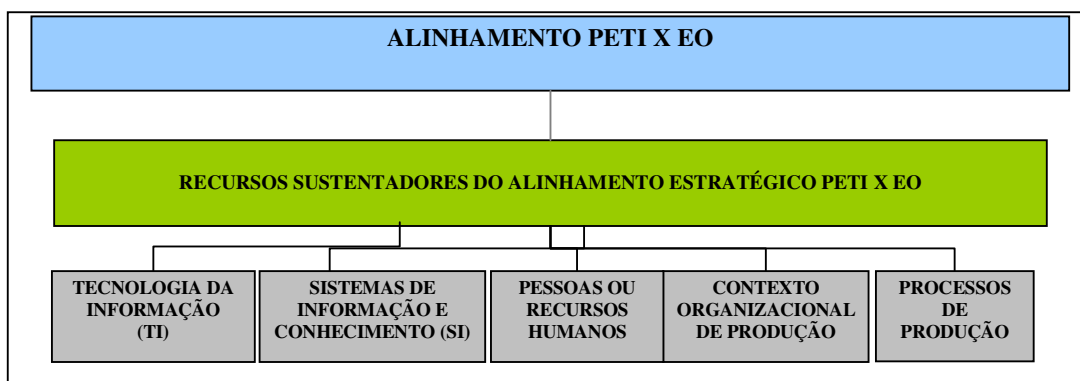 ALINHAMENTO PETI X EO
RECURSOS SUSTENTADORES DO ALINHAMENTO ESTRATÉGICO PETI X EO
TECNOLOGIA DA
INFORMAÇÃO
(TI)
SISTEMAS DE
INFORMAÇÃO E
CONHECIMENTO (SI)
PESSOAS OU
RECURSOS
HUMANOS
CONTEXTO
ORGANIZACIONAL
DE PRODUÇÃO
PROCESSOS
DE
PRODUÇÃO